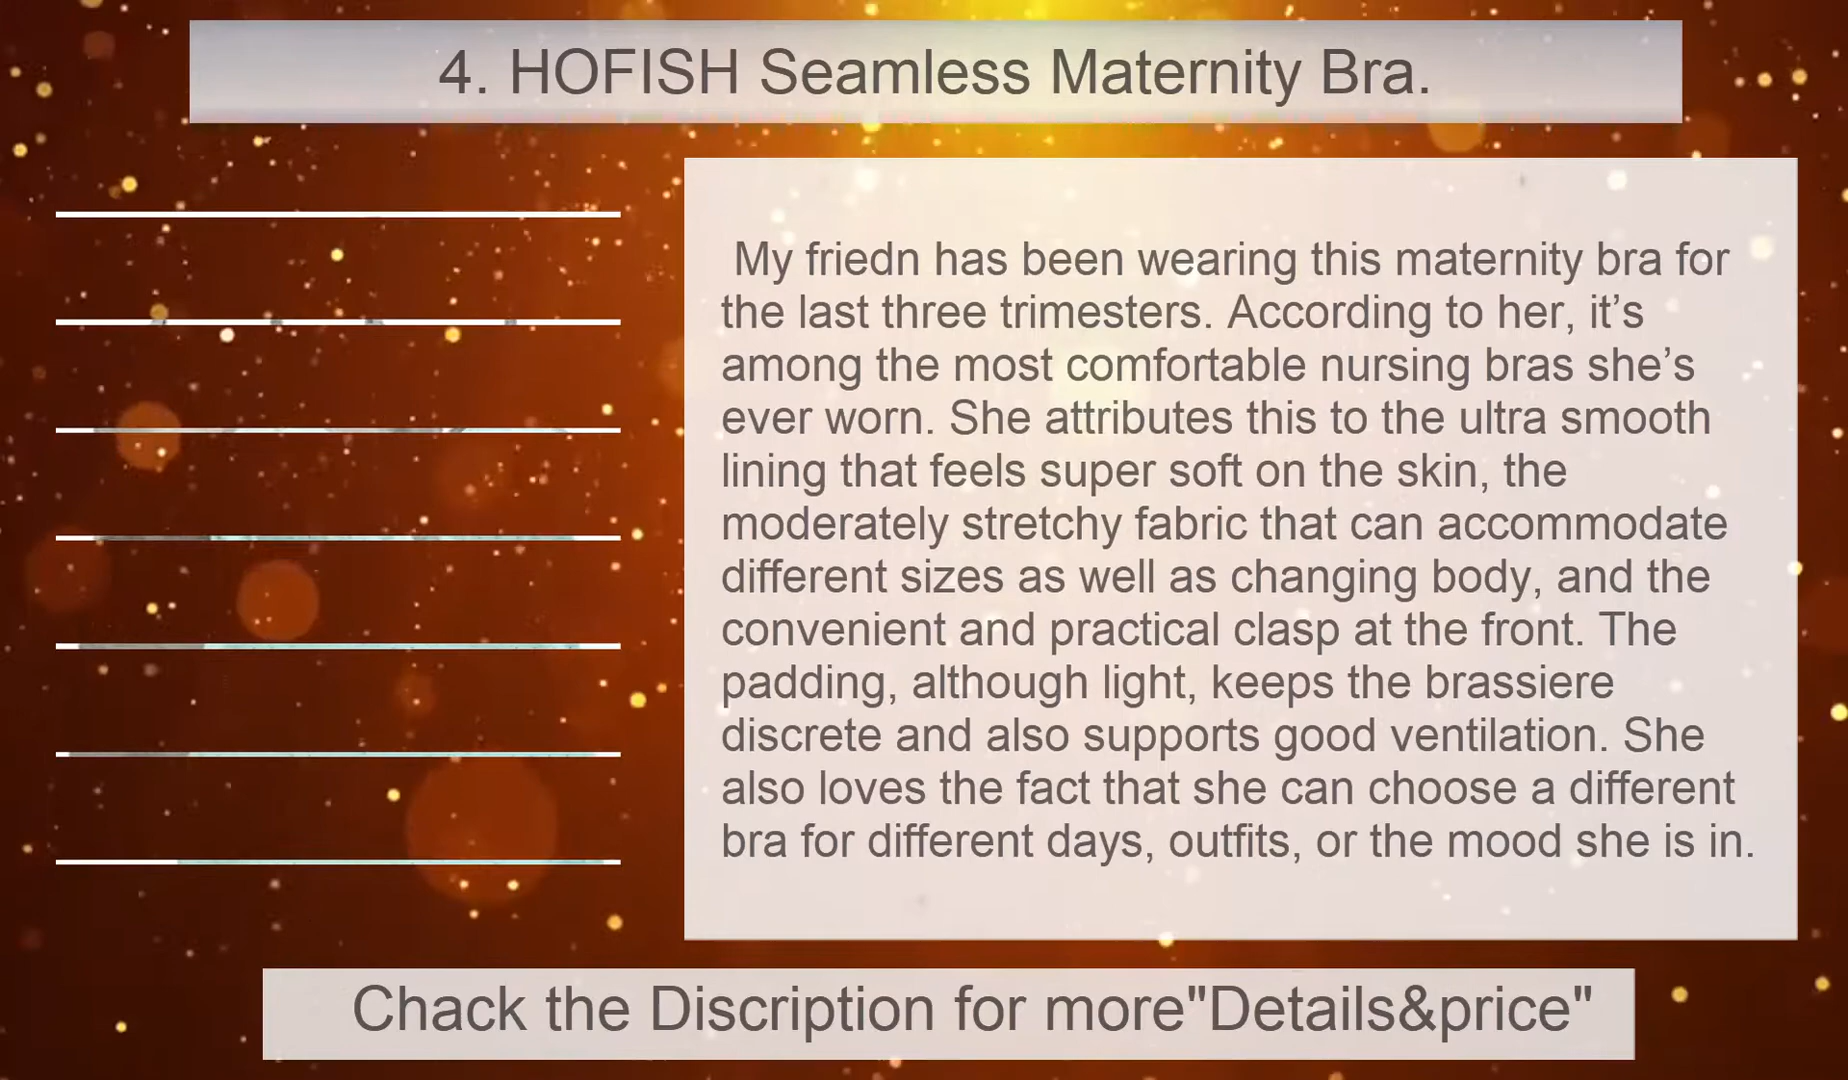 4. HOFISH Seamless Maternity Bra.
My friedn has been wearing this maternity bra for
the last three trimesters. According to her, it’s
among the most comfortable nursing bras she’s
ever worn. She attributes this to the ultra smooth
lining that feels super soft on the skin, the
moderately stretchy fabric that can accommodate
different sizes as well as changing body, and the
convenient and practical clasp at the front. The
padding, although light, keeps the brassiere
discrete and also supports good ventilation. She
also loves the fact that she can choose a different
bra for different days, outfits, or the mood she is in.
Chack the Discription for more"Details&price"